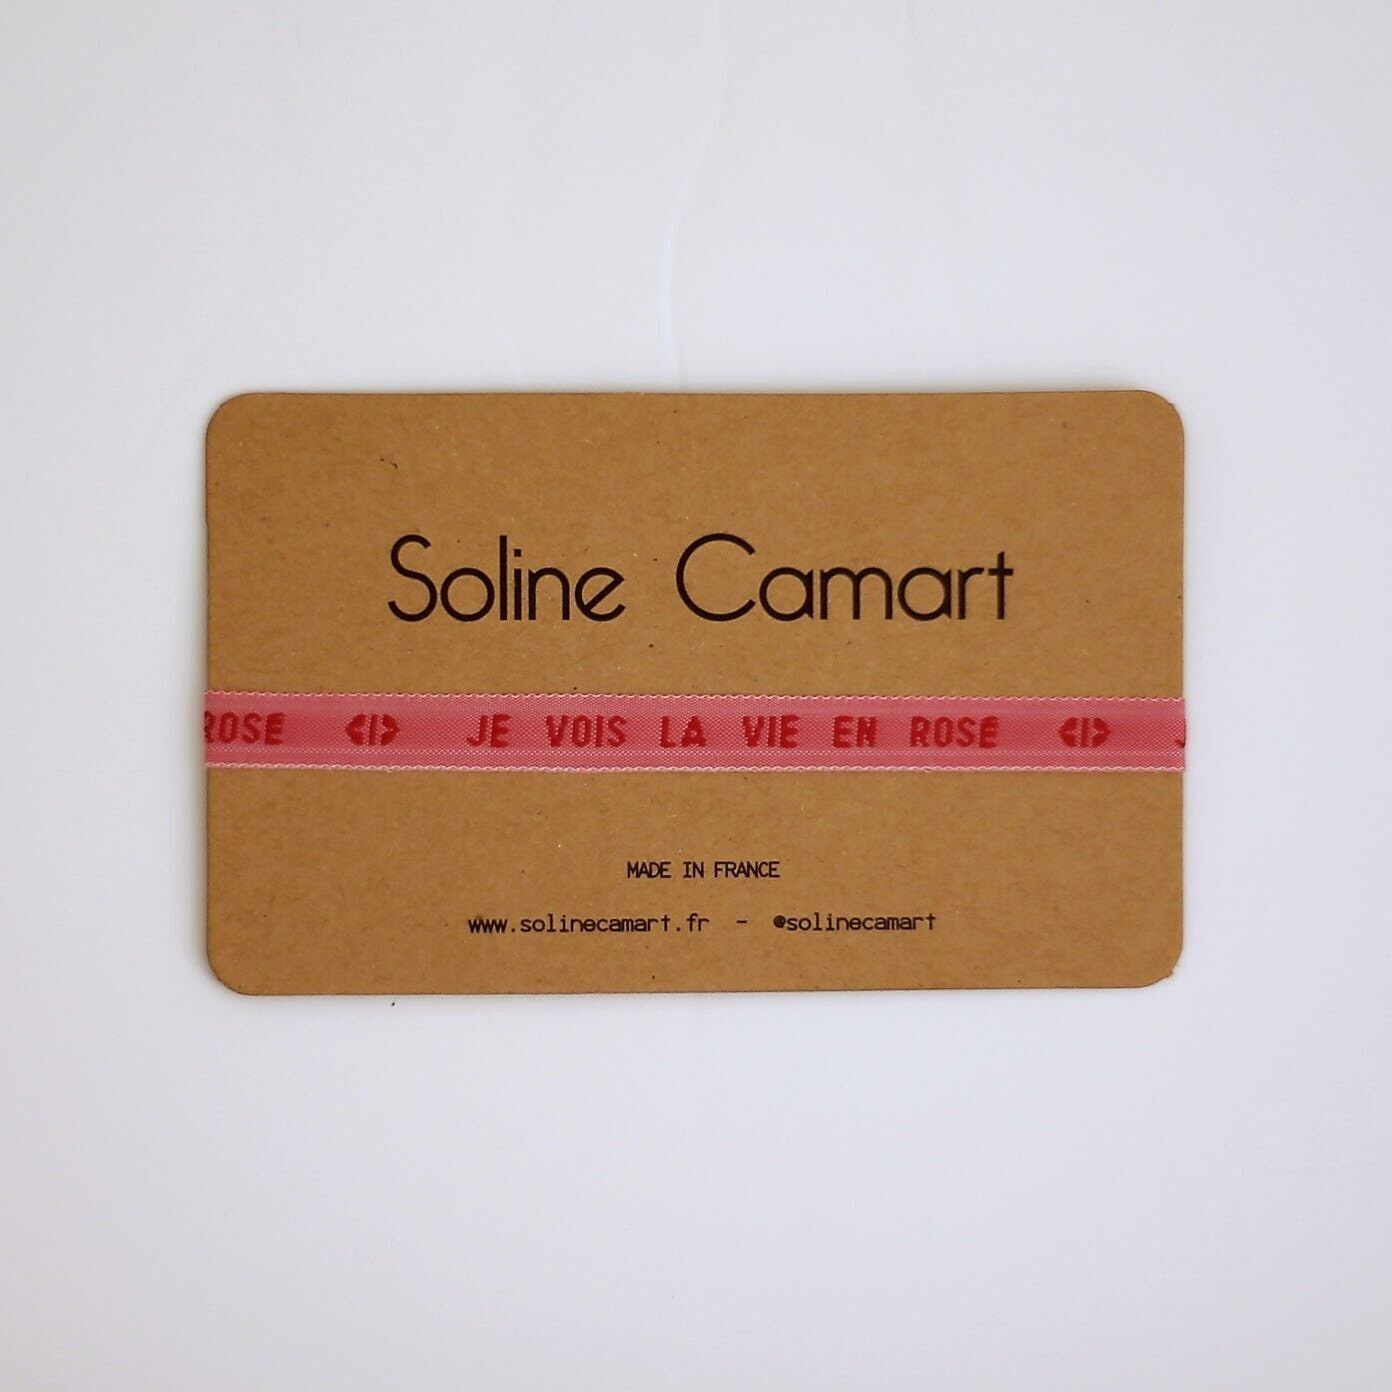 Soline Camart
ROSE <I> JE VOIS LA VIE EN ROSE <I> J
MADE IN FRANCE
www.solinecamart.fr - @solinecamart